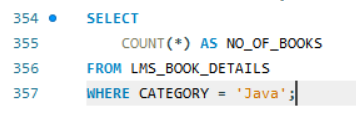 354 SELECT
355 COUNT(*) AS NO_OF_BOOKS
356 FROM LMS_BOOK_DETAILS
357 WHERE CATEGORY = 'Java';